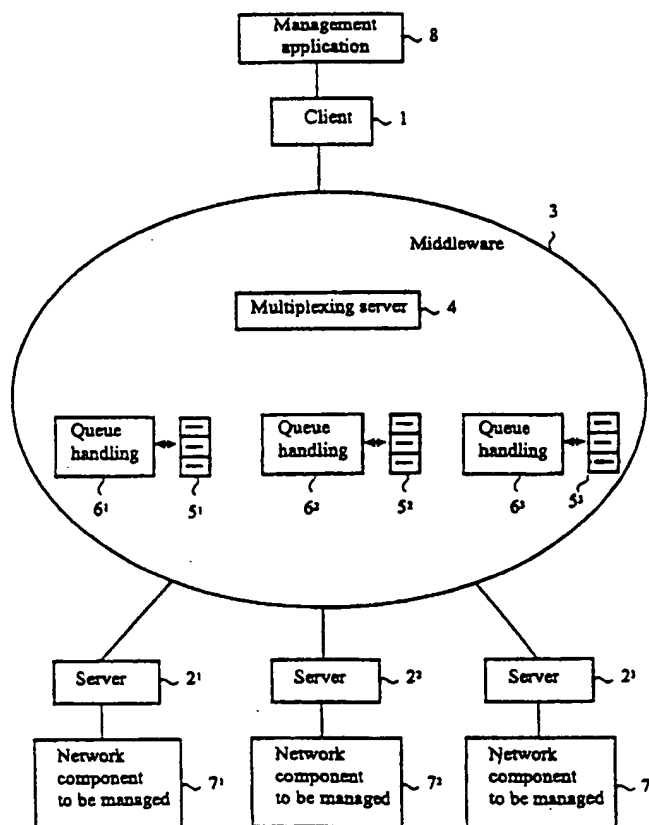 Management
application
8
Client
1
3
Middleware
Multiplexing server
4
Queue
handling
Queue
handling
Queue
handling
6¹
5¹
6²
5²
6³
5³
Server
2¹
Server
2²
Server
2³
Network
component
to be managed
7¹
Network
component
to be managed
7²
Network
component
to be managed
7